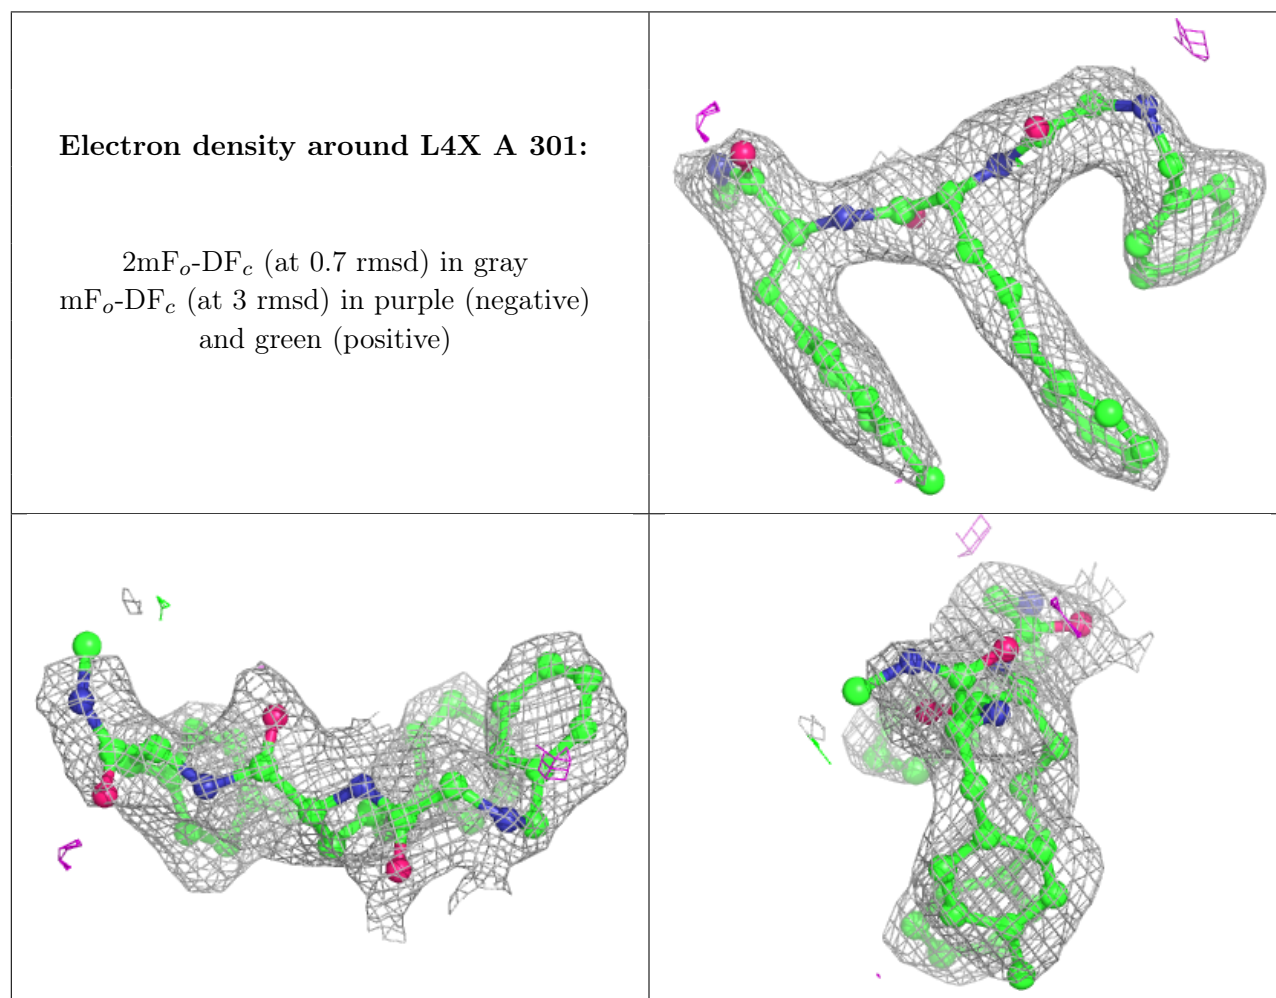 Electron density around L4X A 301:
2mFo-DFc (at 0.7 rmsd) in gray
mFo-DFc (at 3 rmsd) in purple (negative)
and green (positive)